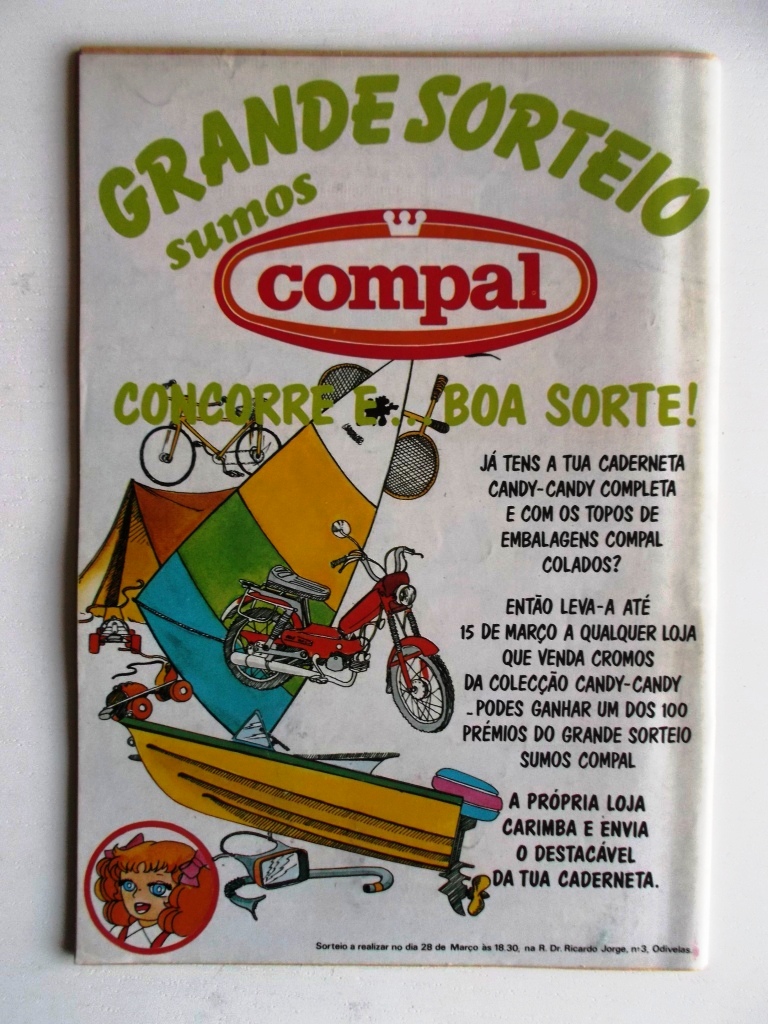 GRANDE SORTEIO
sumos
compal
CONCORRE E... BOA SORTE!
JÁ TENS A TUA CADERNETA
CANDY-CANDY COMPLETA
E COM OS TOPOS DE
EMBALAGENS COMPAL
COLADOS?
ENTÃO LEVA-A ATÉ
15 DE MARÇO A QUALQUER LOJA
QUE VENDA CROMOS
DA COLECÇÃO CANDY-CANDY
..PODES GANHAR UM DOS 100
PRÉMIOS DO GRANDE SORTEIO
SUMOS COMPAL
A PRÓPRIA LOJA
CARIMBA E ENVIA
O DESTACÁVEL
DA TUA CADERNETA.
Sorteio a realizar no dia 28 de Março às 18.30, na R. Dr. Ricardo Jorge, nº3, Odivelas.